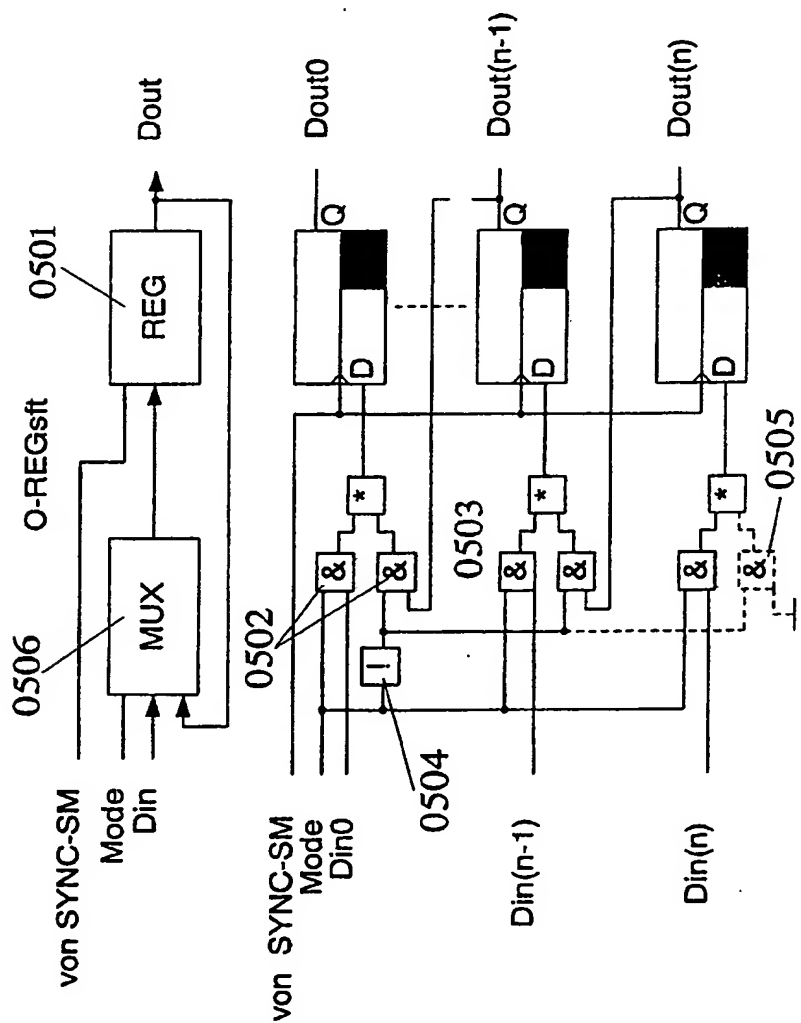 von SYNC-SM
Mode
Din
0506
MUX
O-REGsft
0501
REG
Dout
von SYNC-SM
Mode
Din0
0502
&
&
*
D
Q
Dout0
0504
!
Din(n-1)
0503
&
&
*
D
Q
Dout(n-1)
Din(n)
&
&
*
0505
D
Q
Dout(n)